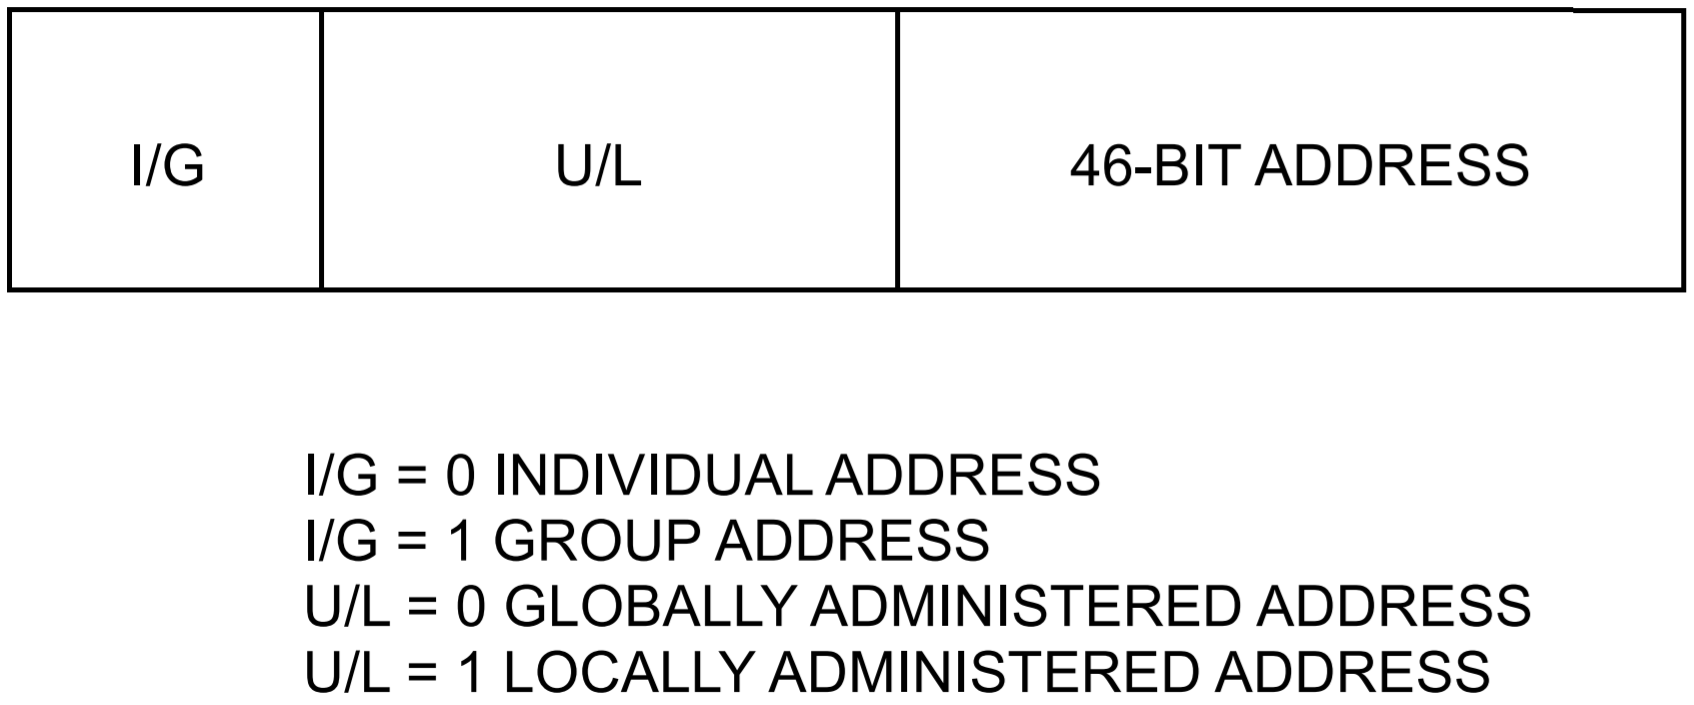 I/G U/L 46-BIT ADDRESS
I/G = 0 INDIVIDUAL ADDRESS
I/G = 1 GROUP ADDRESS
U/L = 0 GLOBALLY ADMINISTERED ADDRESS
U/L = 1 LOCALLY ADMINISTERED ADDRESS